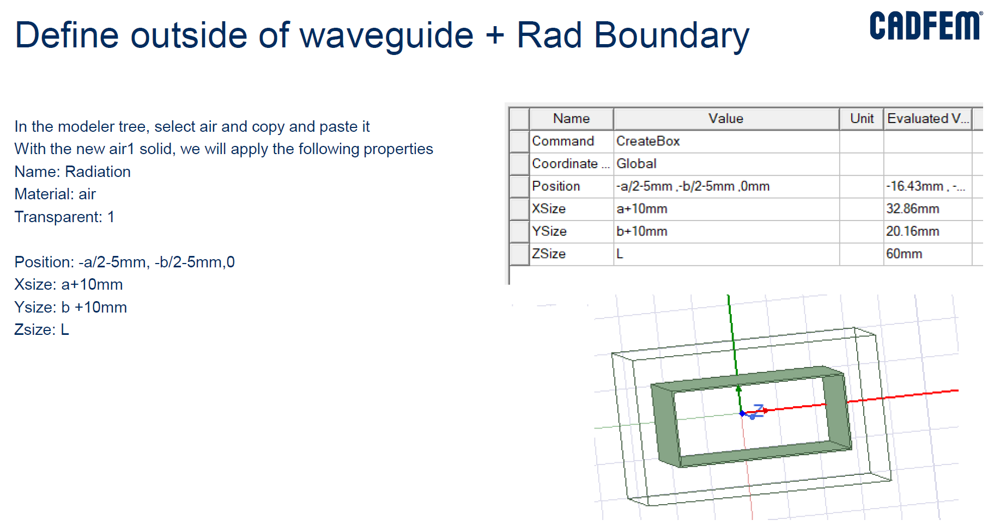 Define outside of waveguide + Rad Boundary
CADFEM®
In the modeler tree, select air and copy and paste it
With the new air1 solid, we will apply the following properties
Name: Radiation
Material: air
Transparent: 1
Position: -a/2-5mm, -b/2-5mm,0
Xsize: a+10mm
Ysize: b +10mm
Zsize: L
Name Value Unit Evaluated V...
Command CreateBox
Coordinate ... Global
Position -a/2-5mm ,-b/2-5mm ,0mm -16.43mm , -...
XSize a+10mm 32.86mm
YSize b+10mm 20.16mm
ZSize L 60mm
Z